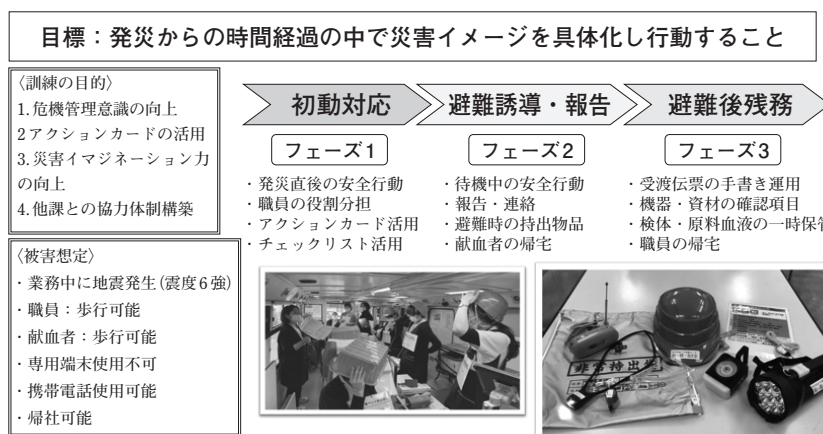 目標：発災からの時間経過の中で災害イメージを具体化し行動すること
〈訓練の目的〉
1.危機管理意識の向上
2アクションカードの活用
3.災害イマジネーション力
の向上
4.他課との協力体制構築
〈被害想定〉
・業務中に地震発生(震度6強)
・職員：歩行可能
・献血者：歩行可能
・専用端末使用不可
・携帯電話使用可能
・帰社可能
初動対応
フェーズ1
・発災直後の安全行動
・職員の役割分担
・アクションカード活用
・チェックリスト活用
避難誘導・報告
フェーズ2
・待機中の安全行動
・報告・連絡
・避難時の持出物品
・献血者の帰宅
避難後残務
フェーズ3
・受渡伝票の手書き運用
・機器・資材の確認項目
・検体・原料血液の一時保管
・職員の帰宅
非常持出袋